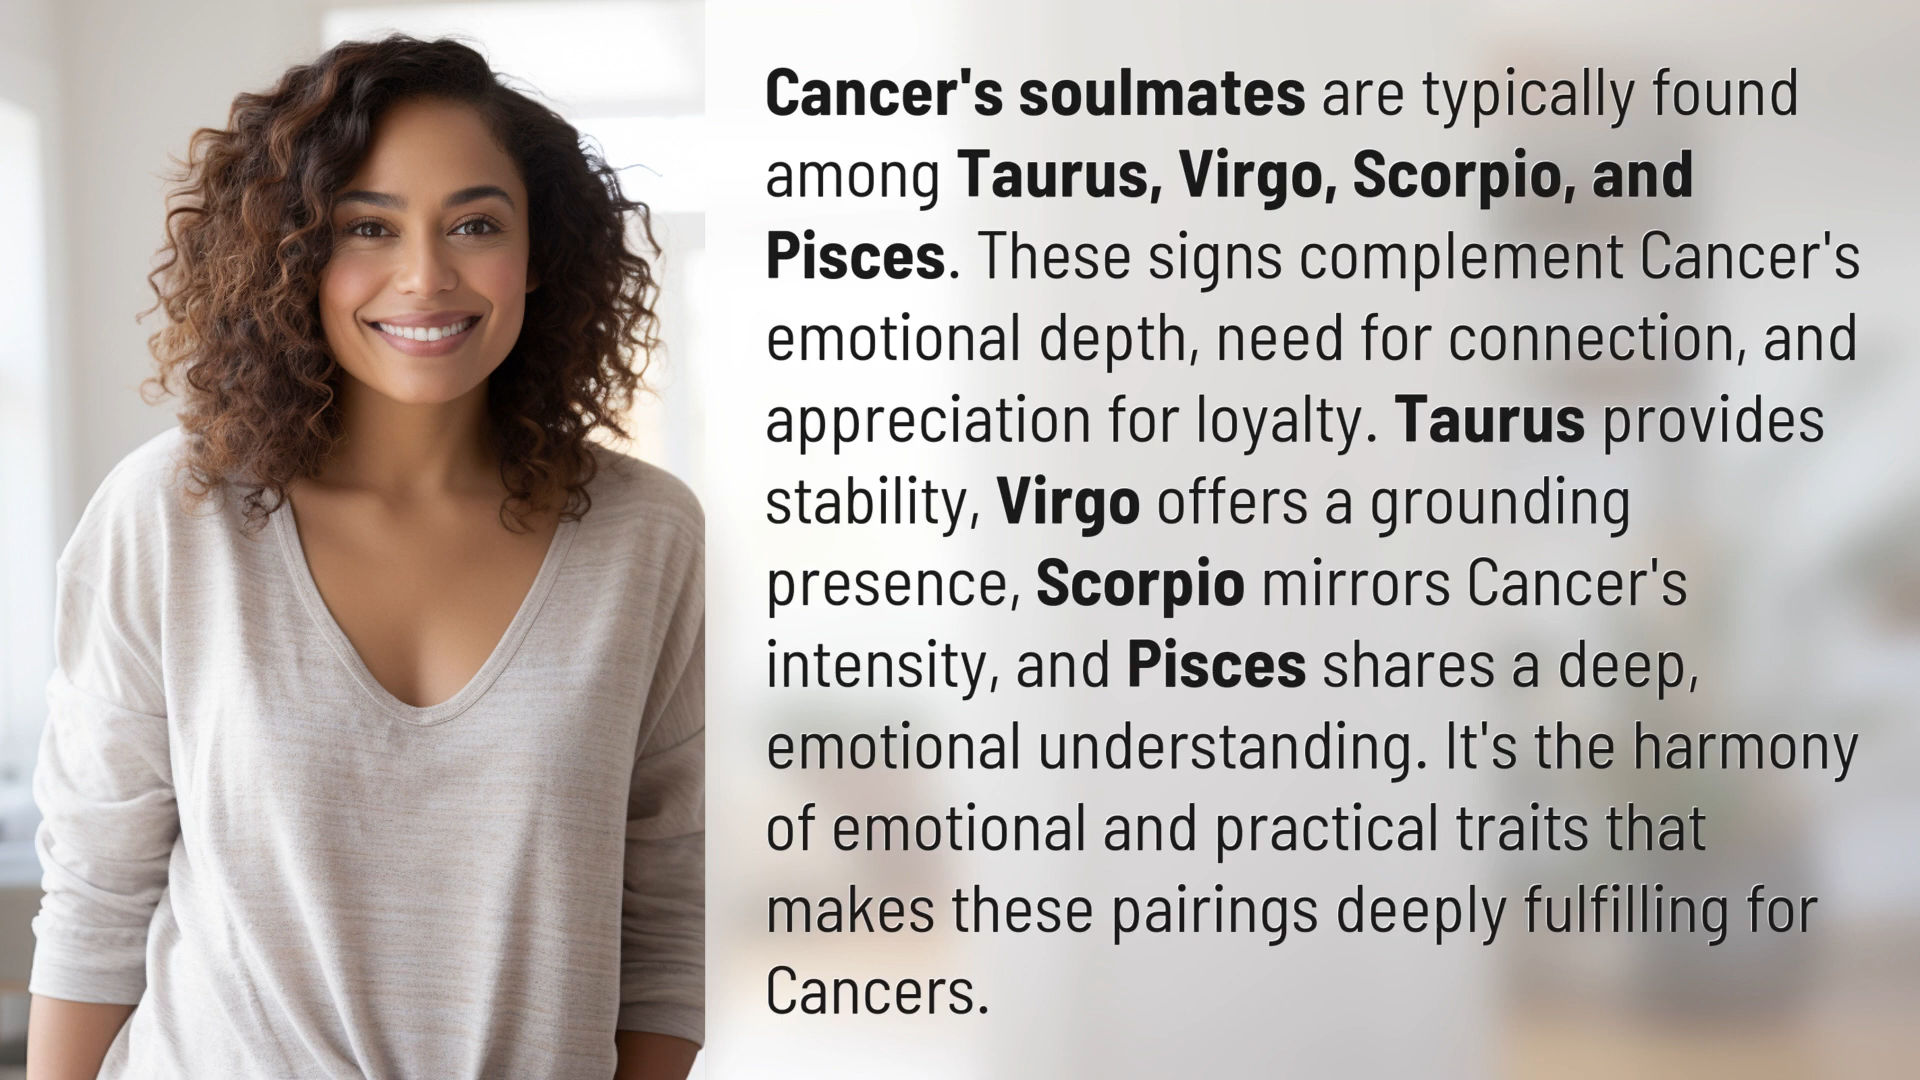 Cancer's soulmates are typically found
among Taurus, Virgo, Scorpio, and
Pisces. These signs complement Cancer's
emotional depth, need for connection, and
appreciation for loyalty. Taurus provides
stability, Virgo offers a grounding
presence, Scorpio mirrors Cancer's
intensity, and Pisces shares a deep,
emotional understanding. It's the harmony
of emotional and practical traits that
makes these pairings deeply fulfilling for
Cancers.